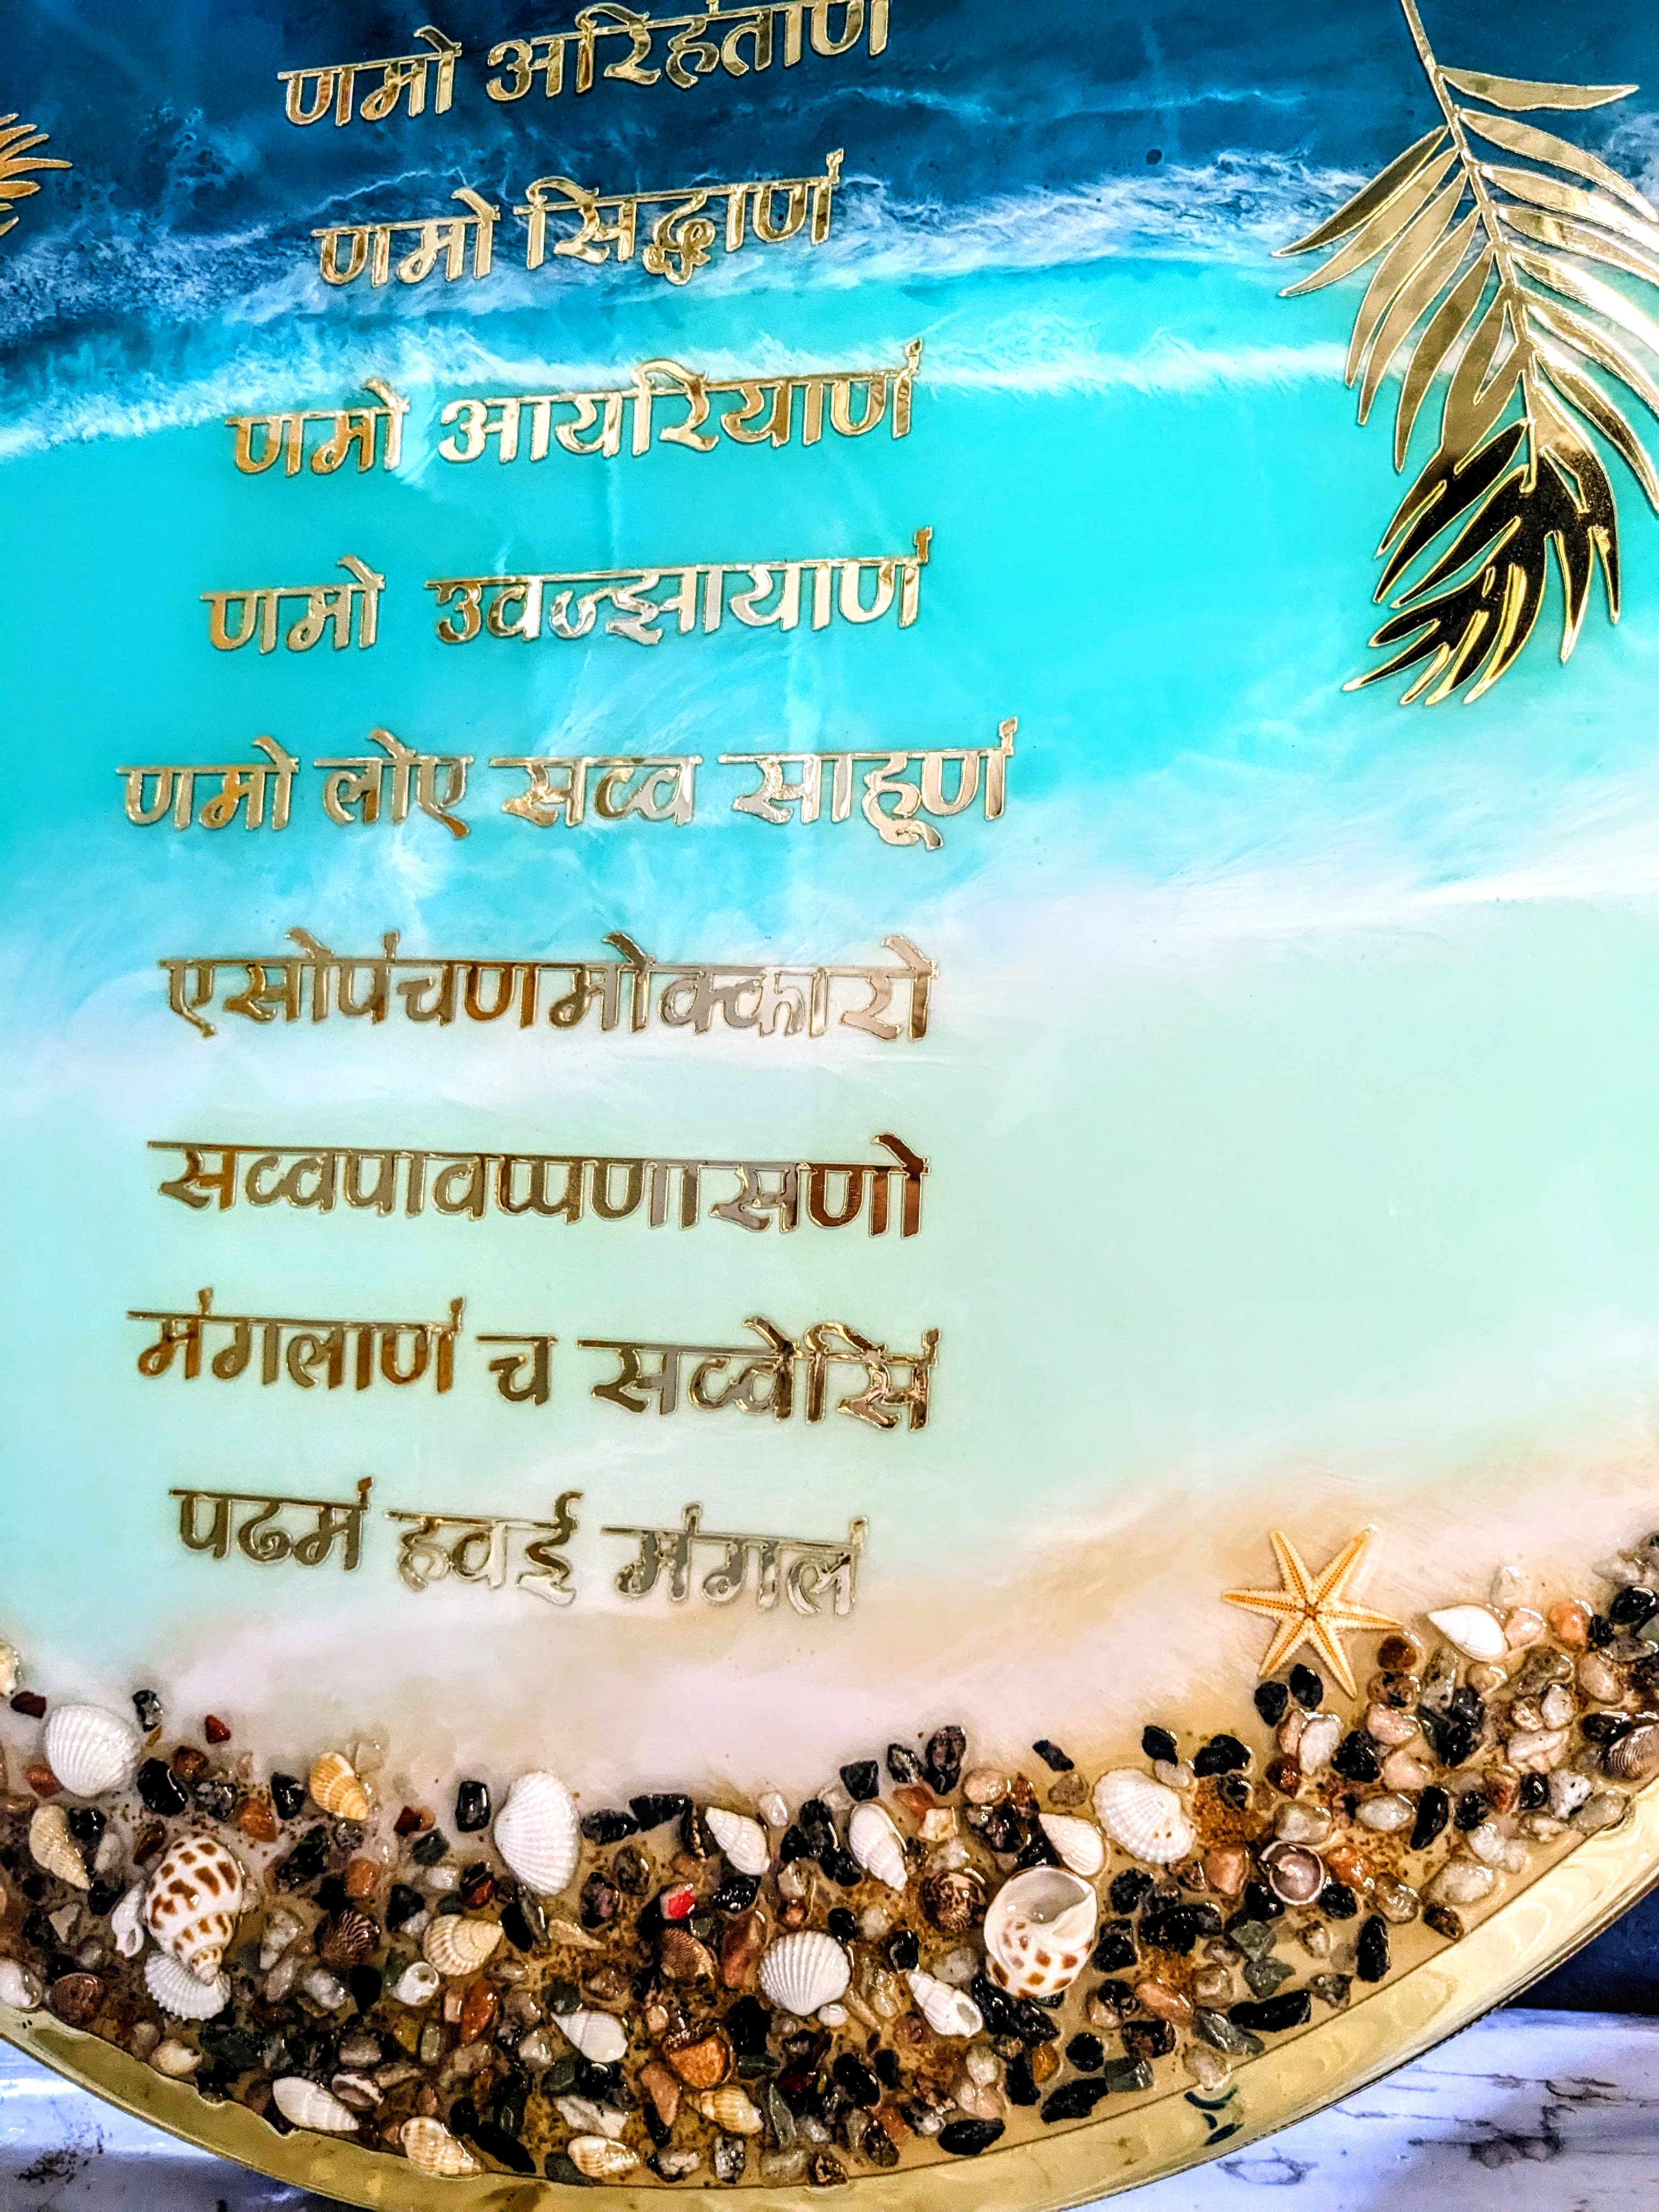 णमो अरिहंताणं
णमो सिद्धाणं
णमो आयरियाणं
णमो उवज्झायाणं
णमो लोए सव्व साहूणं
एसोपंचणमोक्कारो
सव्वपावप्पणासणो
मंगलाणं च सव्वेसिं
पढमं हवई मंगलं